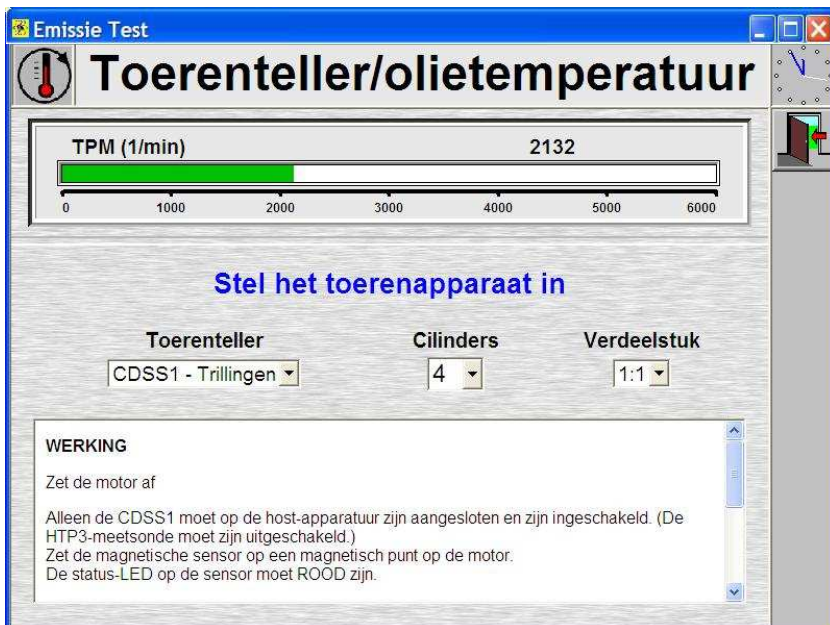 Emissie Test
Toerenteller/olietemperatuur
TPM (1/min) 2132
0 1000 2000 3000 4000 5000 6000
Stel het toerenapparaat in
Toerenteller Cilinders Verdeelstuk
CDSS1 - Trillingen 4 1:1
WERKING
Zet de motor af
Alleen de CDSS1 moet op de host-apparatuur zijn aangesloten en zijn ingeschakeld. (De
HTP3-meetsonde moet zijn uitgeschakeld.)
Zet de magnetische sensor op een magnetisch punt op de motor.
De status-LED op de sensor moet ROOD zijn.